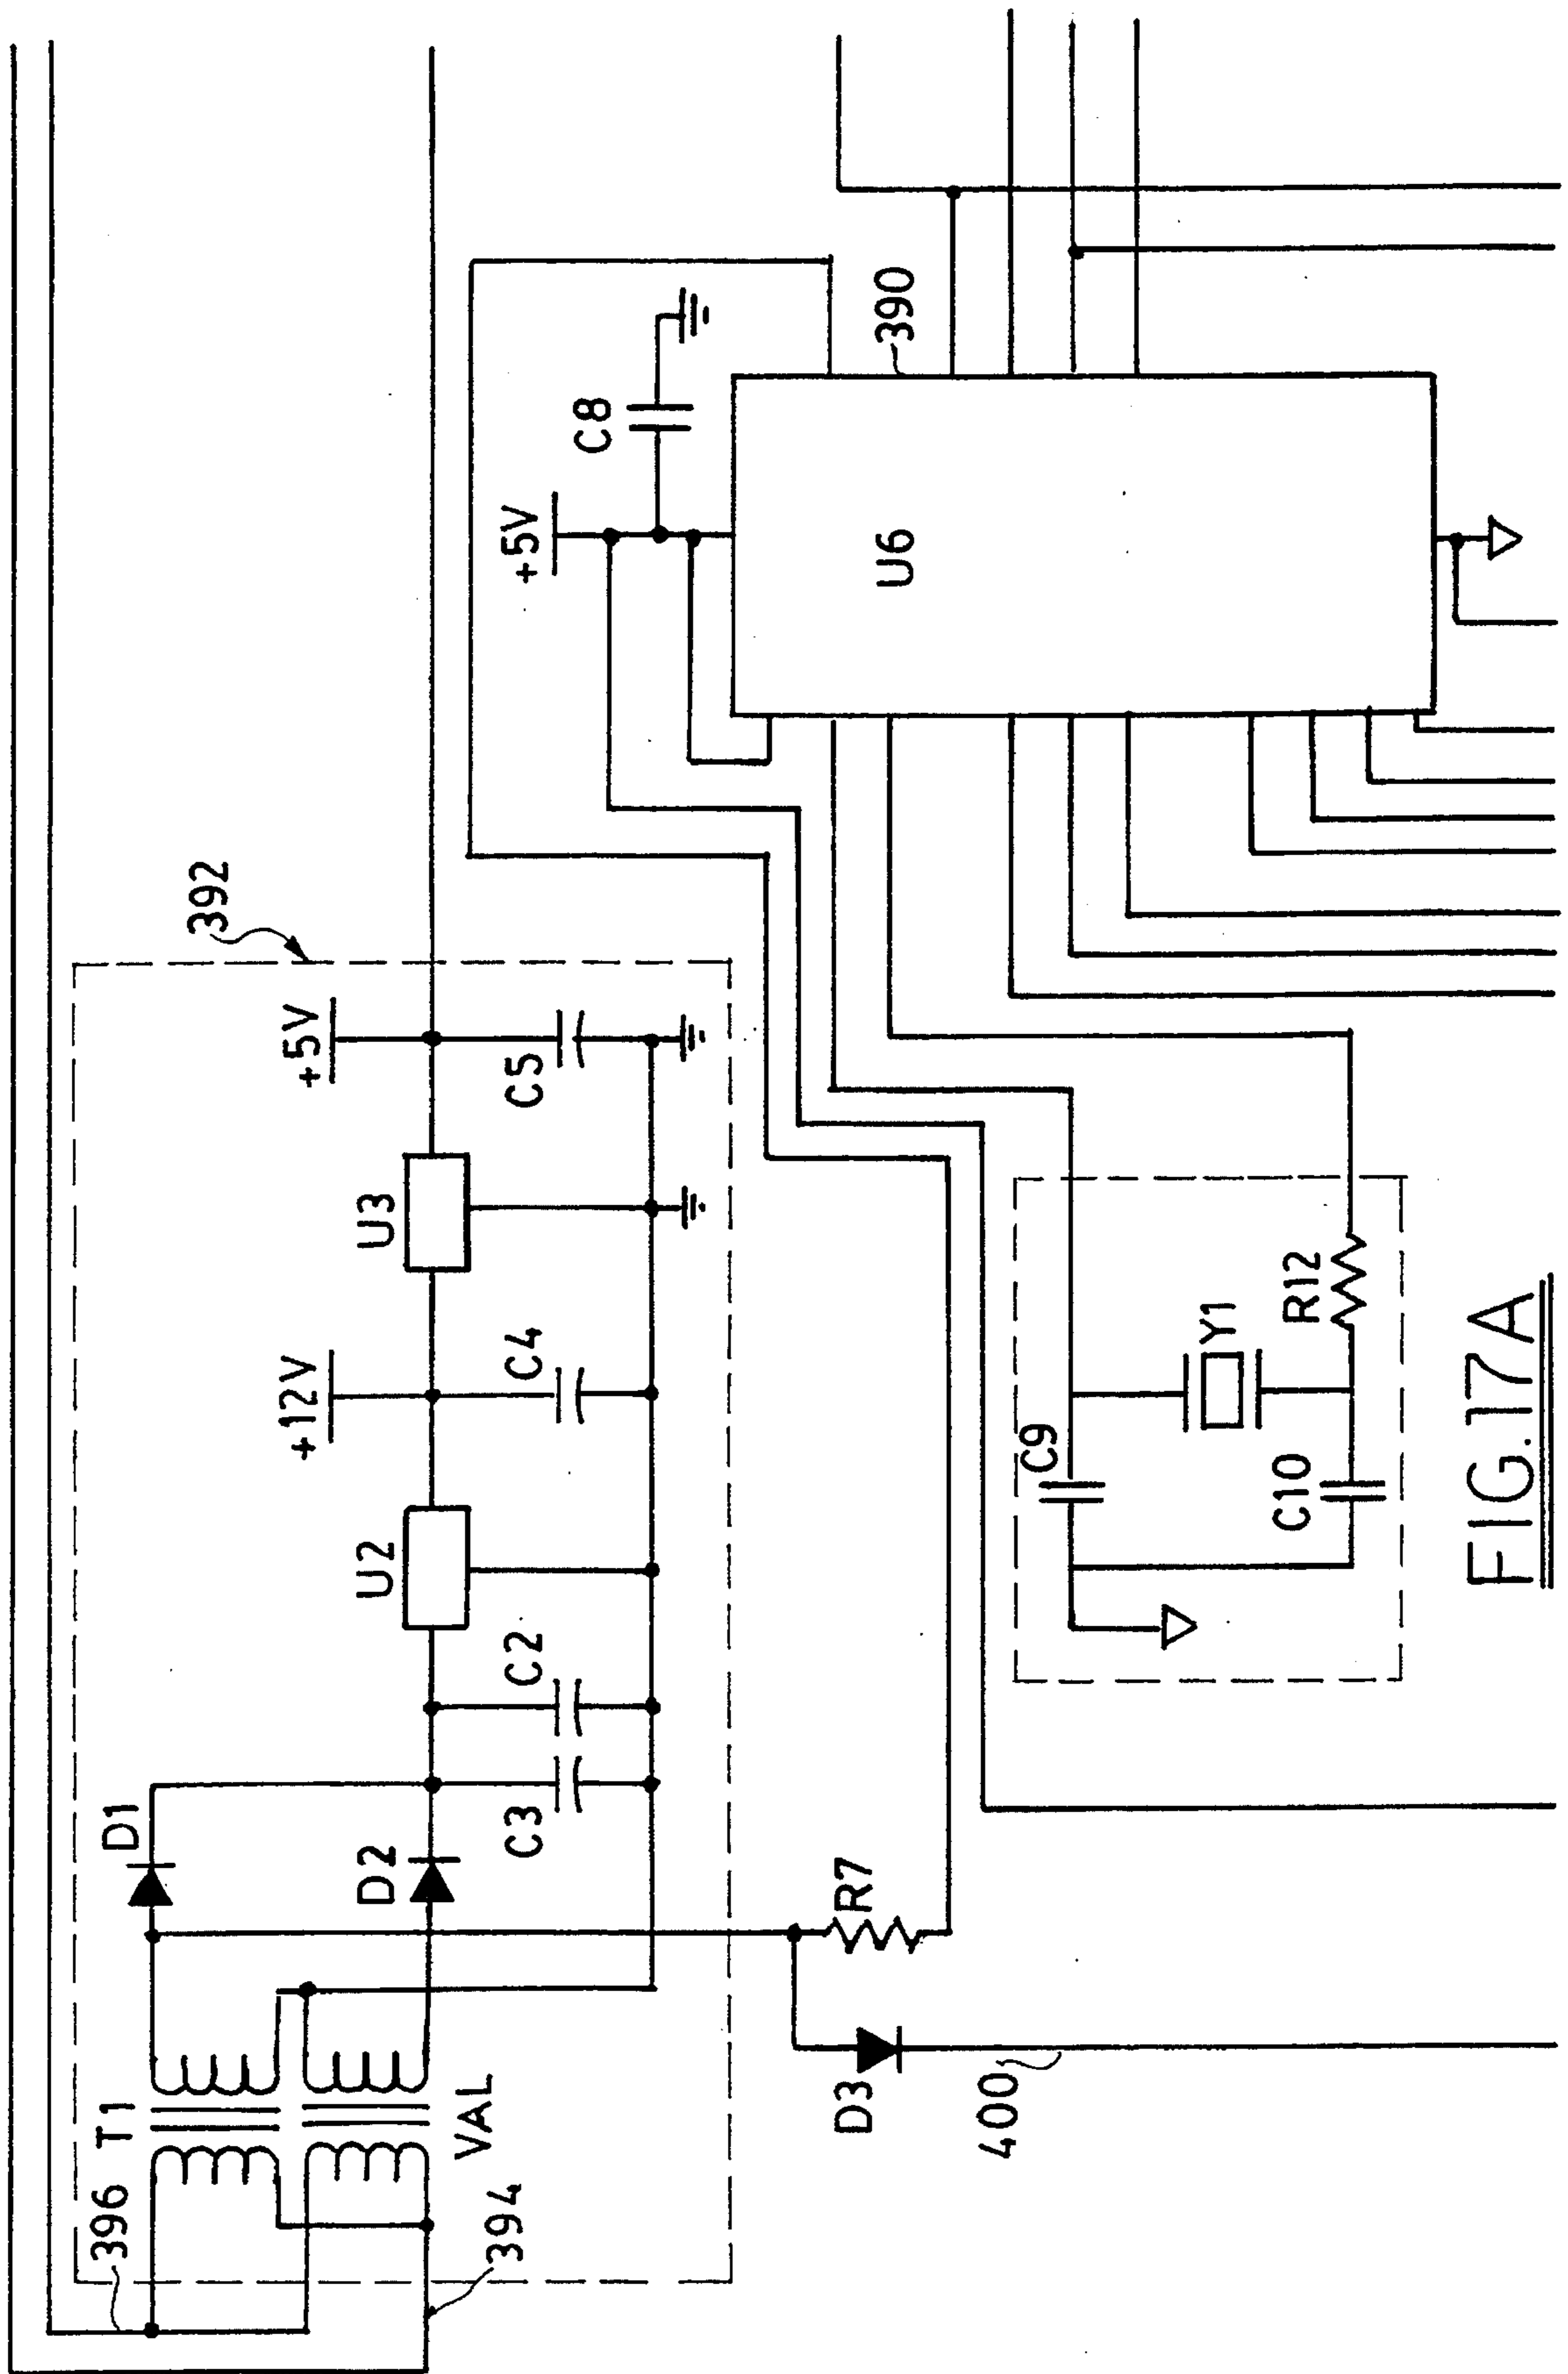 396
T1
D1
392
+12V
+5V
U2
U3
D2
C3
C2
C4
C5
VAL
394
+5V
C8
R7
D3
400
390
U6
C9
Y1
C10
R12
FIG.17A